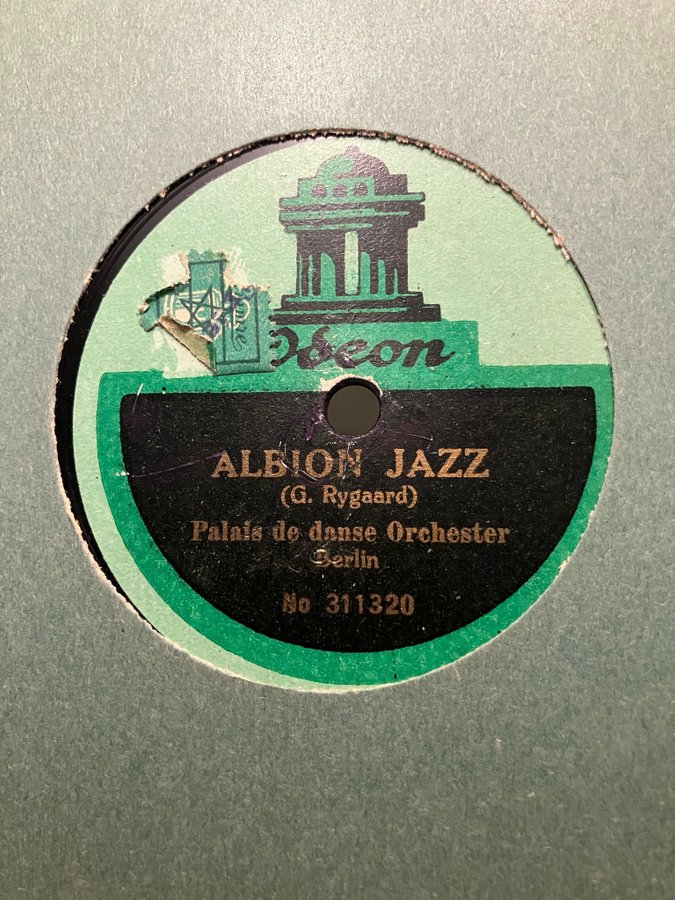 Odeon
ALBION JAZZ
(G. Rygaard)
Palais de danse Orchester
Berlin
No 311320